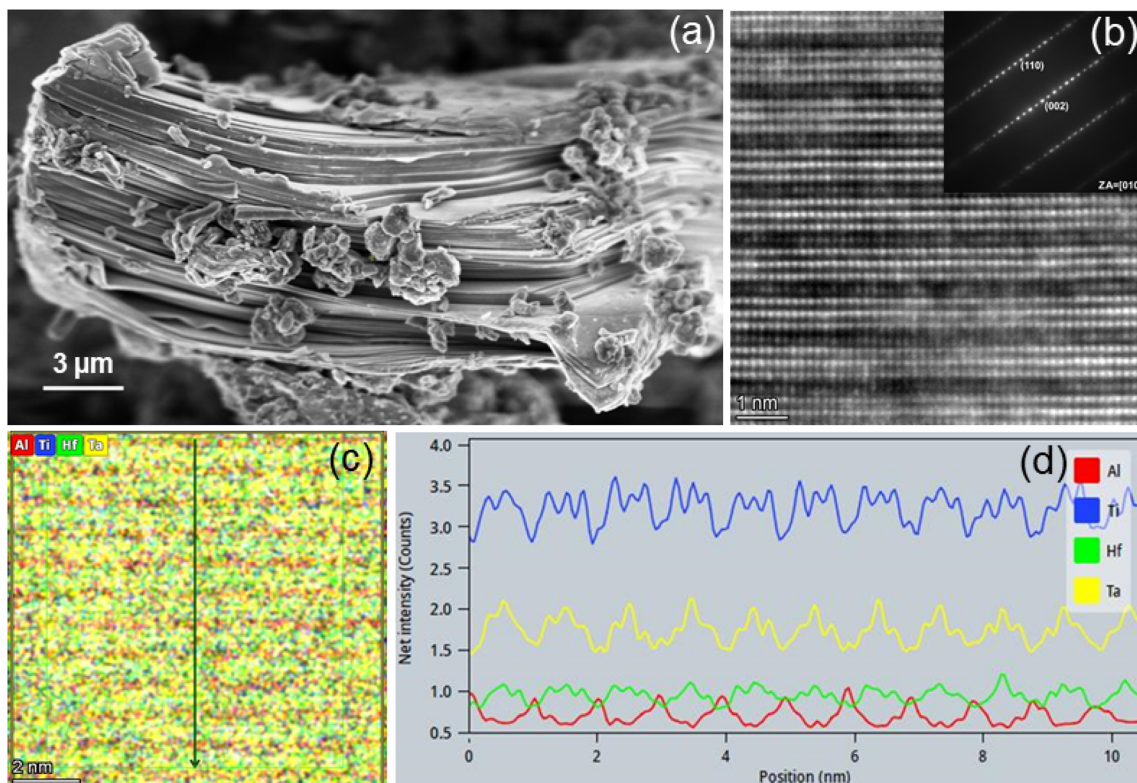 (a)
3 µm
(b)
(110)
(002)
ZA=[010
1 nm
Al Ti Hf Ta
(c)
2 nm
(d)
4.0
3.5
3.0
2.5
2.0
1.5
1.0
0.5
Net intensity (Counts)
0 2 4 6 8 10
Position (nm)
Al
Ti
Hf
Ta